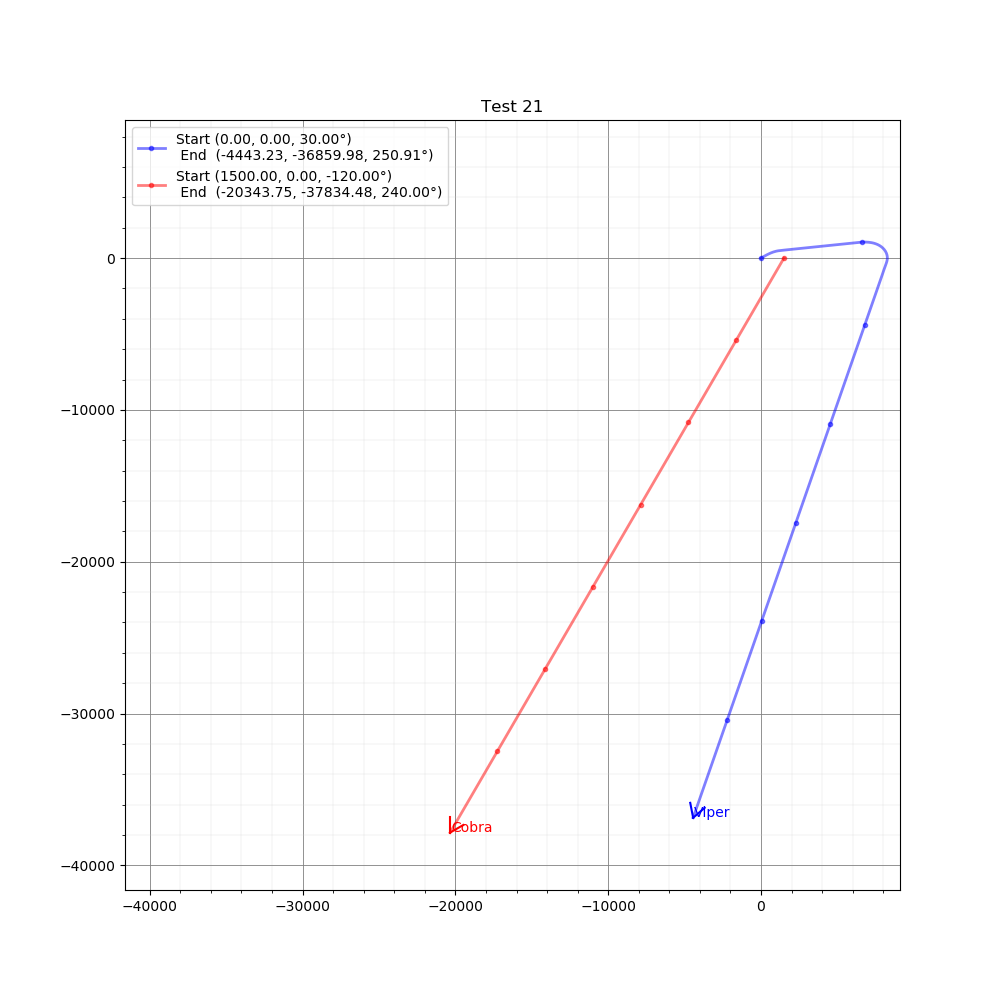 Test 21
Start (0.00, 0.00, 30.00°)
End (-4443.23, -36859.98, 250.91°)
Start (1500.00, 0.00, -120.00°)
End (-20343.75, -37834.48, 240.00°)
0
−10000
−20000
−30000
−40000
Viper
Cobra
−40000
−30000
−20000
−10000
0